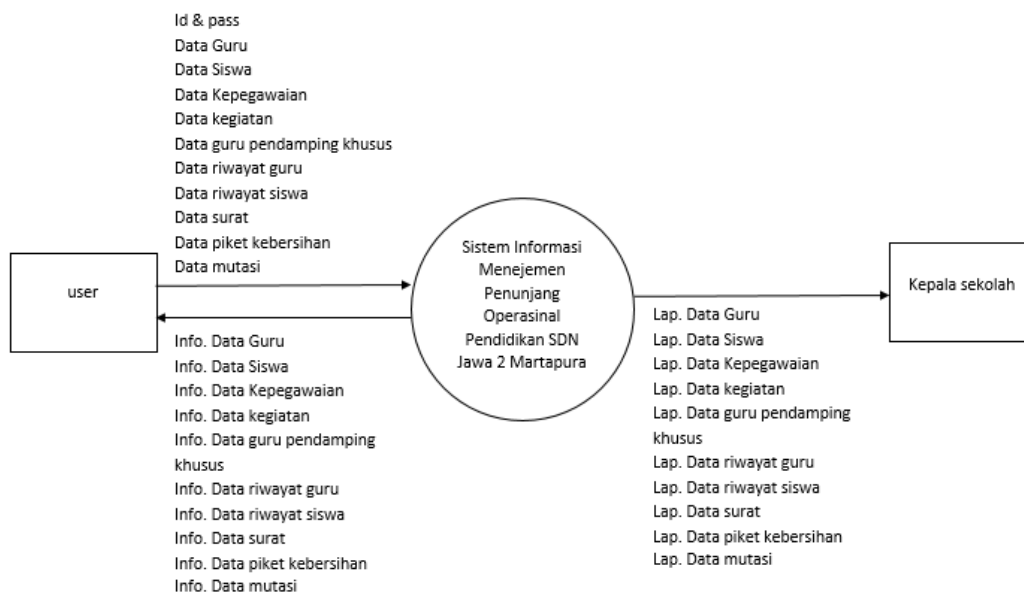 Id & pass
Data Guru
Data Siswa
Data Kepegawaian
Data kegiatan
Data guru pendamping khusus
Data riwayat guru
Data riwayat siswa
Data surat
Data piket kebersihan
Data mutasi
user
Info. Data Guru
Info. Data Siswa
Info. Data Kepegawaian
Info. Data kegiatan
Info. Data guru pendamping
khusus
Info. Data riwayat guru
Info. Data riwayat siswa
Info. Data surat
Info. Data piket kebersihan
Info. Data mutasi
Sistem Informasi
Menejemen
Penunjang
Operasinal
Pendidikan SDN
Jawa 2 Martapura
Kepala sekolah
Lap. Data Guru
Lap. Data Siswa
Lap. Data Kepegawaian
Lap. Data kegiatan
Lap. Data guru pendamping
khusus
Lap. Data riwayat guru
Lap. Data riwayat siswa
Lap. Data surat
Lap. Data piket kebersihan
Lap. Data mutasi